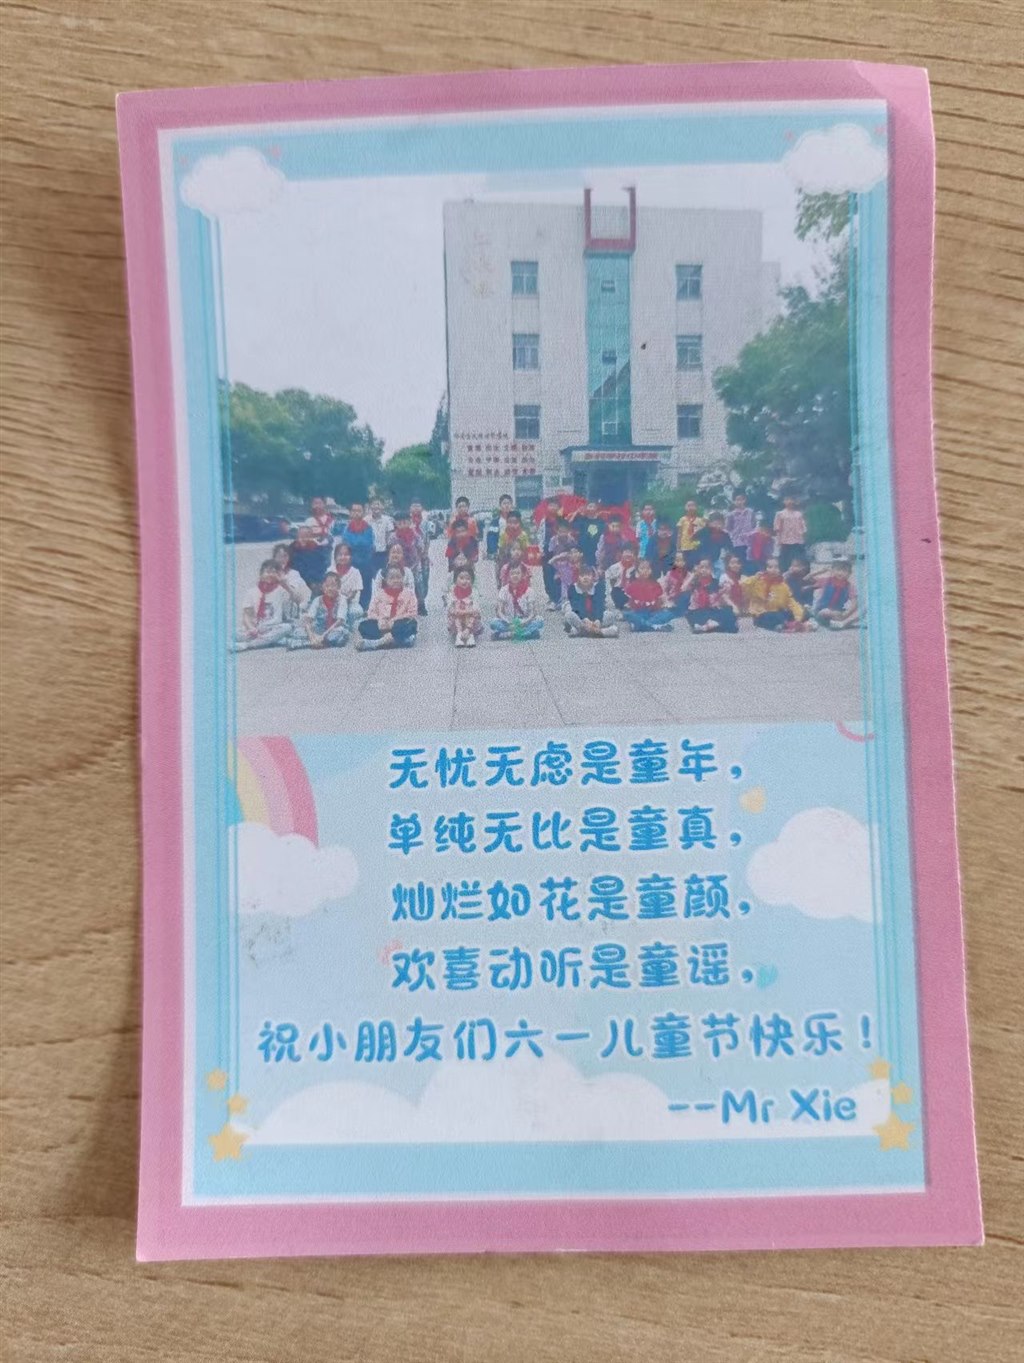 无忧无虑是童年，
单纯无比是童真，
灿烂如花是童颜，
欢喜动听是童谣，
祝小朋友们六一儿童节快乐！
--Mr Xie